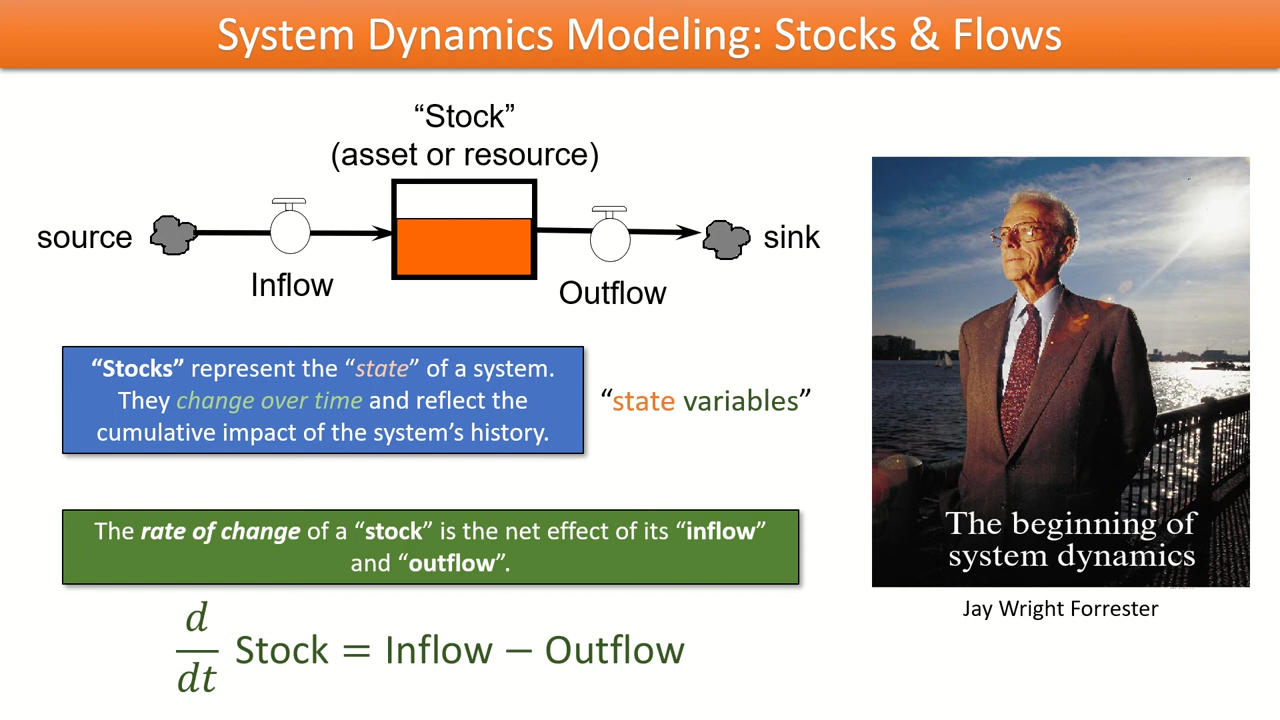 System Dynamics Modeling: Stocks & Flows
“Stock”
(asset or resource)
source
Inflow
Outflow
sink
“Stocks” represent the “state” of a system.
They change over time and reflect the
cumulative impact of the system’s history.
“state variables”
The rate of change of a “stock” is the net effect of its “inflow”
and “outflow”.
d/dt Stock = Inflow − Outflow
The beginning of
system dynamics
Jay Wright Forrester